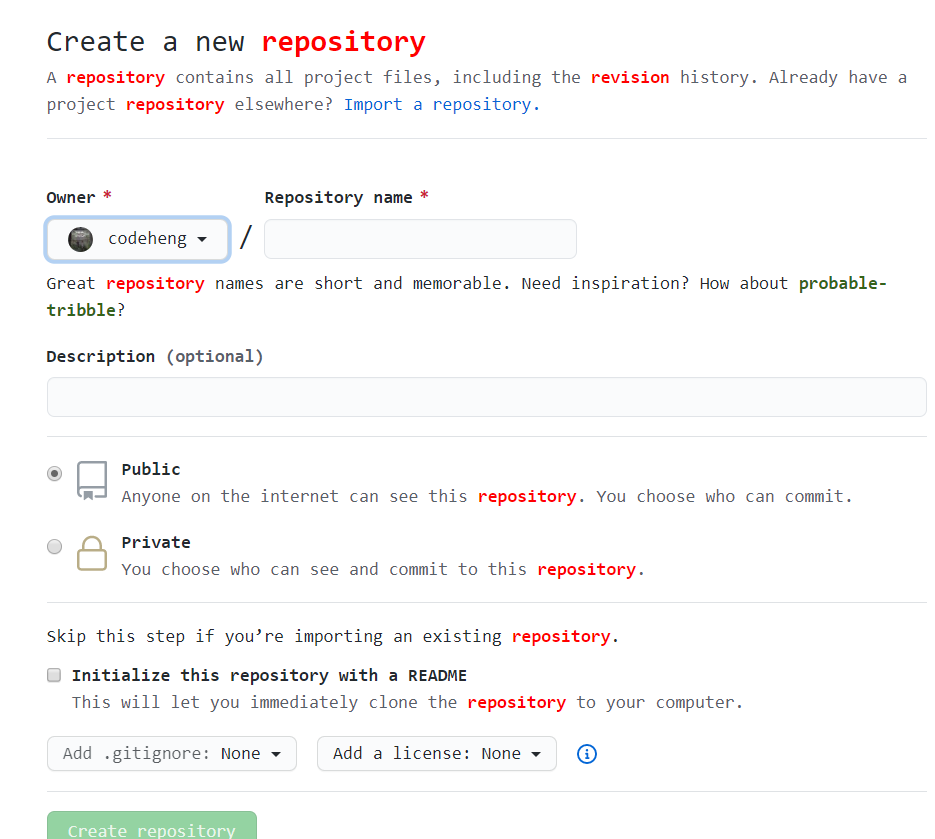 Create a new repository
A repository contains all project files, including the revision history. Already have a
project repository elsewhere? Import a repository.
Owner * Repository name *
codeheng /
Great repository names are short and memorable. Need inspiration? How about probable-
tribble?
Description (optional)
Public
Anyone on the internet can see this repository. You choose who can commit.
Private
You choose who can see and commit to this repository.
Skip this step if you’re importing an existing repository.
Initialize this repository with a README
This will let you immediately clone the repository to your computer.
Add .gitignore: None Add a license: None
Create repository